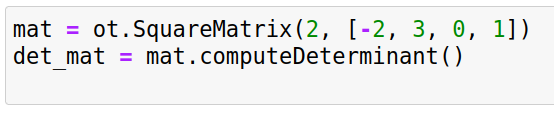 mat = ot.SquareMatrix(2, [-2, 3, 0, 1])
det_mat = mat.computeDeterminant()